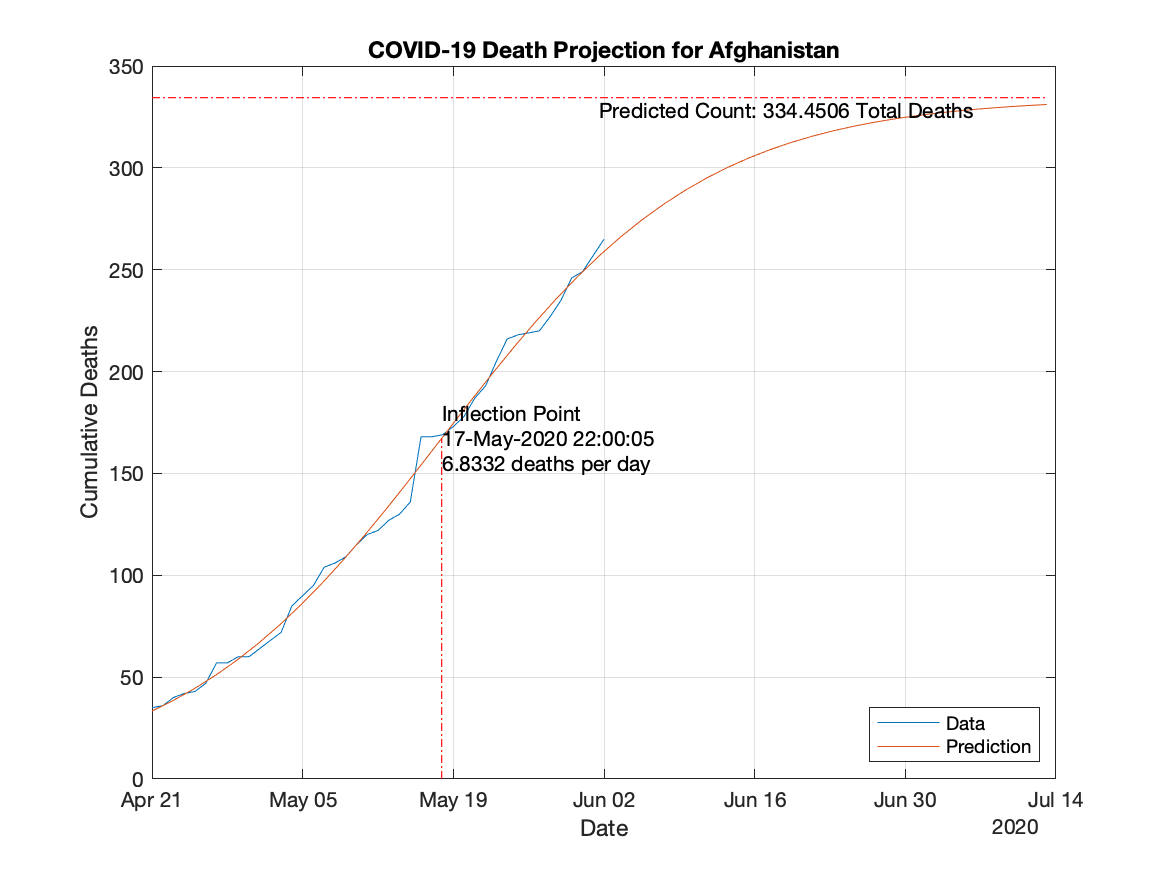 COVID-19 Death Projection for Afghanistan
350
Predicted Count: 334.4506 Total Deaths
300
250
200
Inflection Point
17-May-2020 22:00:05
6.8332 deaths per day
150
100
50
0
Cumulative Deaths
Data
Prediction
Apr 21 May 05 May 19 Jun 02 Jun 16 Jun 30 Jul 14
Date
2020